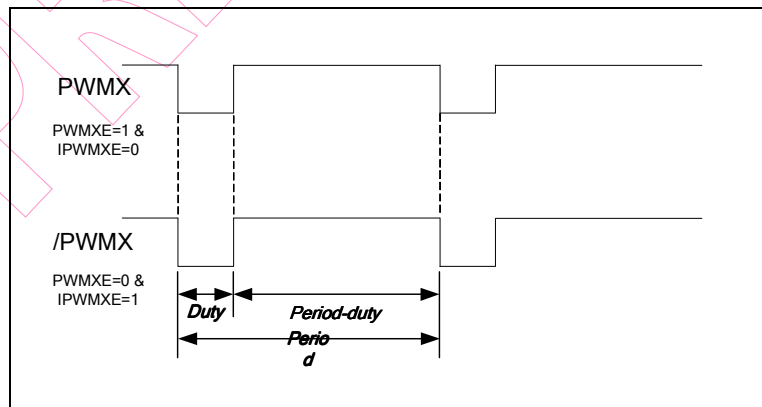 PWMX
PWMXE=1 &
IPWMXE=0
/PWMX
PWMXE=0 &
IPWMXE=1
Duty
Period-duty
Perio
d